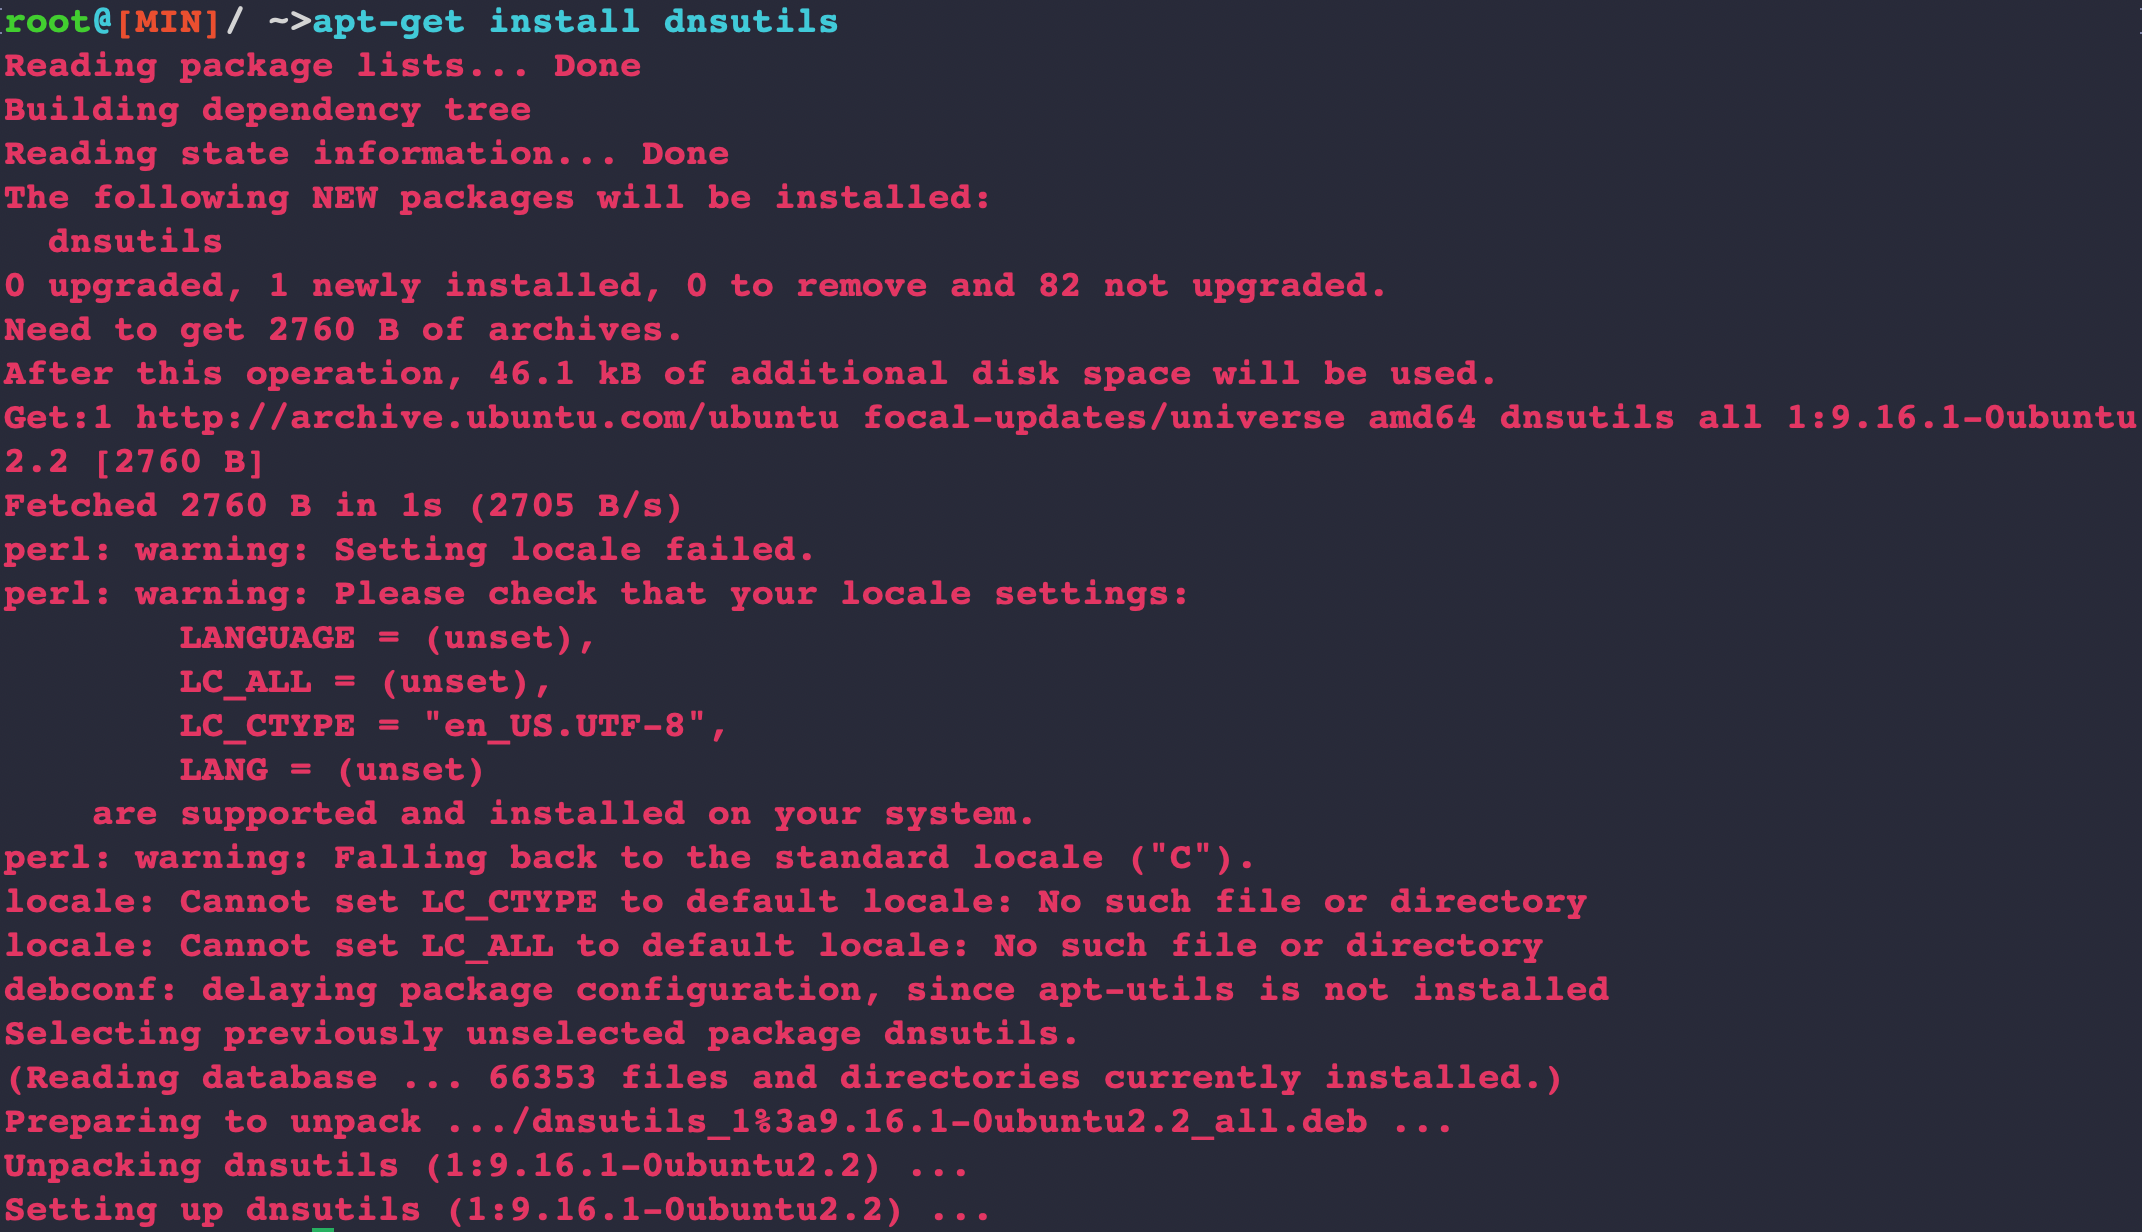 root@[MIN]/ ~>apt-get install dnsutils
Reading package lists... Done
Building dependency tree
Reading state information... Done
The following NEW packages will be installed:
  dnsutils
0 upgraded, 1 newly installed, 0 to remove and 82 not upgraded.
Need to get 2760 B of archives.
After this operation, 46.1 kB of additional disk space will be used.
Get:1 http://archive.ubuntu.com/ubuntu focal-updates/universe amd64 dnsutils all 1:9.16.1-0ubuntu
2.2 [2760 B]
Fetched 2760 B in 1s (2705 B/s)
perl: warning: Setting locale failed.
perl: warning: Please check that your locale settings:
        LANGUAGE = (unset),
        LC_ALL = (unset),
        LC_CTYPE = "en_US.UTF-8",
        LANG = (unset)
    are supported and installed on your system.
perl: warning: Falling back to the standard locale ("C").
locale: Cannot set LC_CTYPE to default locale: No such file or directory
locale: Cannot set LC_ALL to default locale: No such file or directory
debconf: delaying package configuration, since apt-utils is not installed
Selecting previously unselected package dnsutils.
(Reading database ... 66353 files and directories currently installed.)
Preparing to unpack .../dnsutils_1%3a9.16.1-0ubuntu2.2_all.deb ...
Unpacking dnsutils (1:9.16.1-0ubuntu2.2) ...
Setting up dnsutils (1:9.16.1-0ubuntu2.2) ...